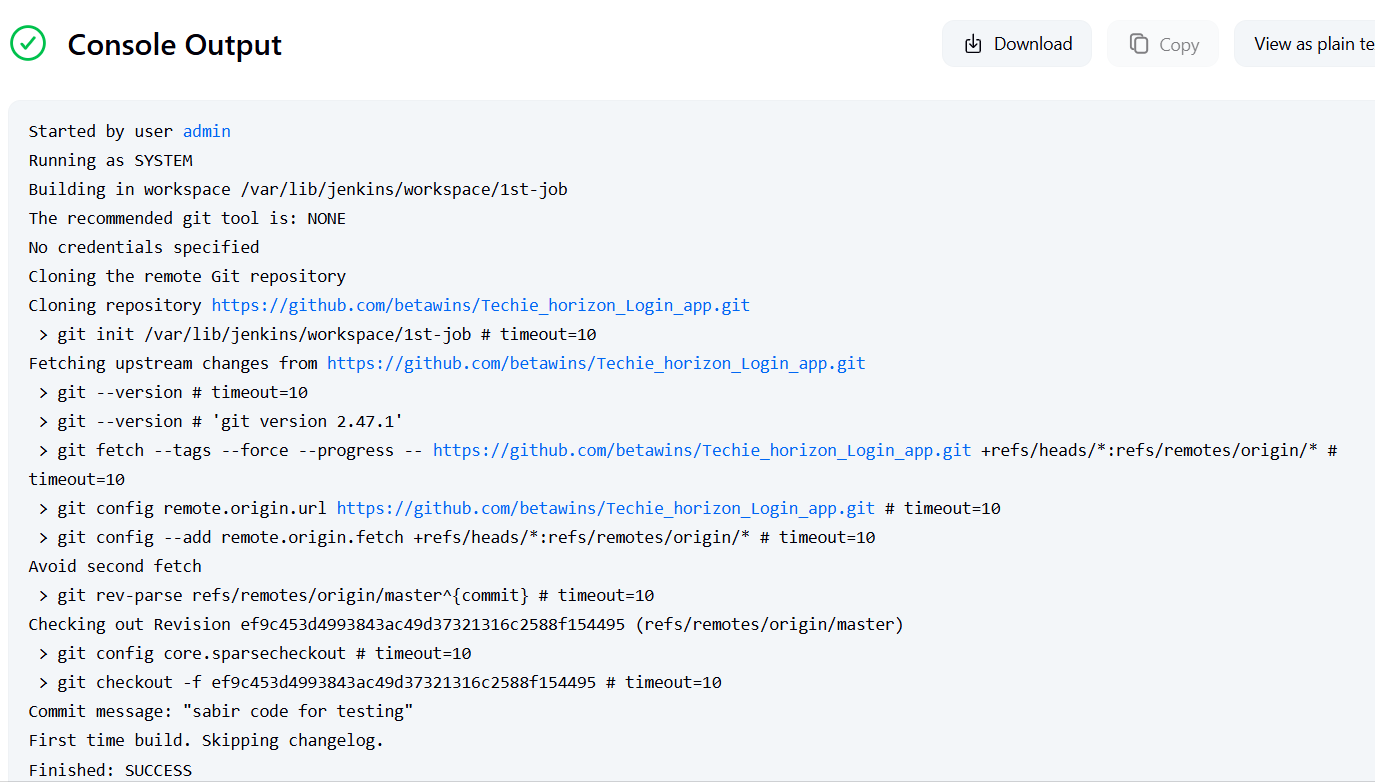 Console Output
Download
Copy
View as plain te
Started by user admin
Running as SYSTEM
Building in workspace /var/lib/jenkins/workspace/1st-job
The recommended git tool is: NONE
No credentials specified
Cloning the remote Git repository
Cloning repository https://github.com/betawins/Techie_horizon_Login_app.git
 > git init /var/lib/jenkins/workspace/1st-job # timeout=10
Fetching upstream changes from https://github.com/betawins/Techie_horizon_Login_app.git
 > git --version # timeout=10
 > git --version # 'git version 2.47.1'
 > git fetch --tags --force --progress -- https://github.com/betawins/Techie_horizon_Login_app.git +refs/heads/*:refs/remotes/origin/* #
timeout=10
 > git config remote.origin.url https://github.com/betawins/Techie_horizon_Login_app.git # timeout=10
 > git config --add remote.origin.fetch +refs/heads/*:refs/remotes/origin/* # timeout=10
Avoid second fetch
 > git rev-parse refs/remotes/origin/master^{commit} # timeout=10
Checking out Revision ef9c453d4993843ac49d37321316c2588f154495 (refs/remotes/origin/master)
 > git config core.sparsecheckout # timeout=10
 > git checkout -f ef9c453d4993843ac49d37321316c2588f154495 # timeout=10
Commit message: "sabir code for testing"
First time build. Skipping changelog.
Finished: SUCCESS